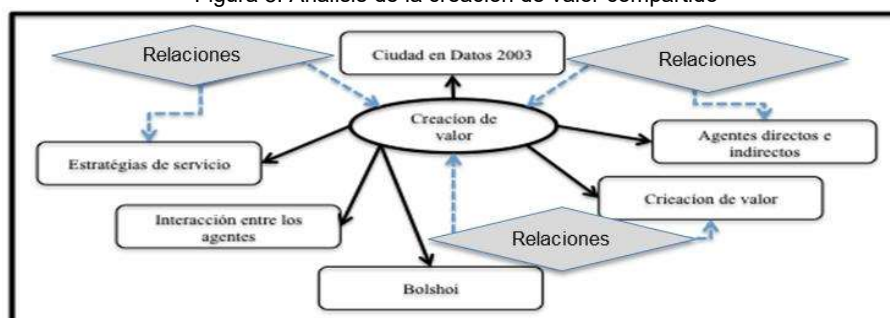 Figura 3. Análisis de la creación de valor compartido
Relaciones
Ciudad en Datos 2003
Relaciones
Creacion de
valor
Estratégias de servicio
Agentes directos e
indirectos
Interacción entre los
agentes
Crieacion de valor
Relaciones
Bolshoi